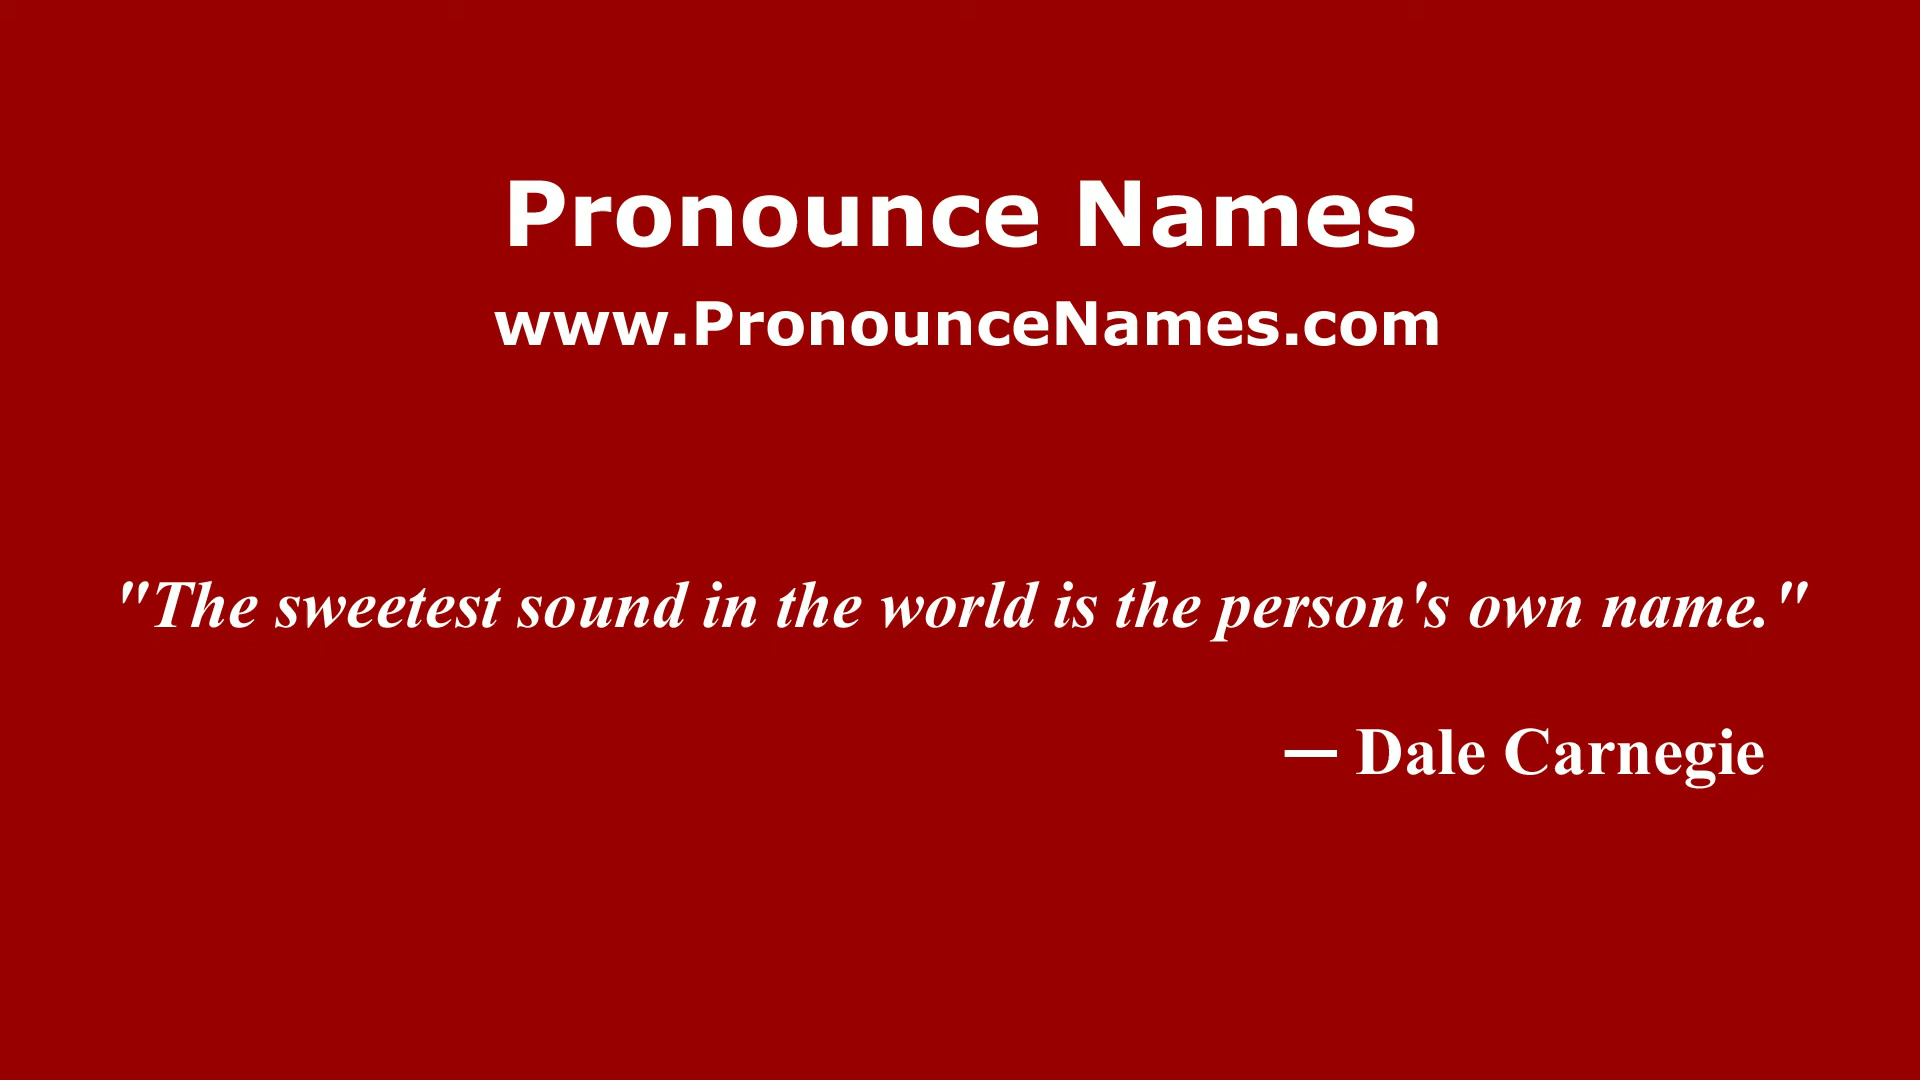 Pronounce Names
www.PronounceNames.com
"The sweetest sound in the world is the person's own name."
— Dale Carnegie